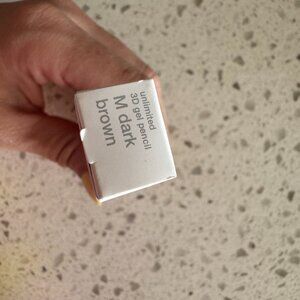 unlimited
3D gel pencil
M dark
brown